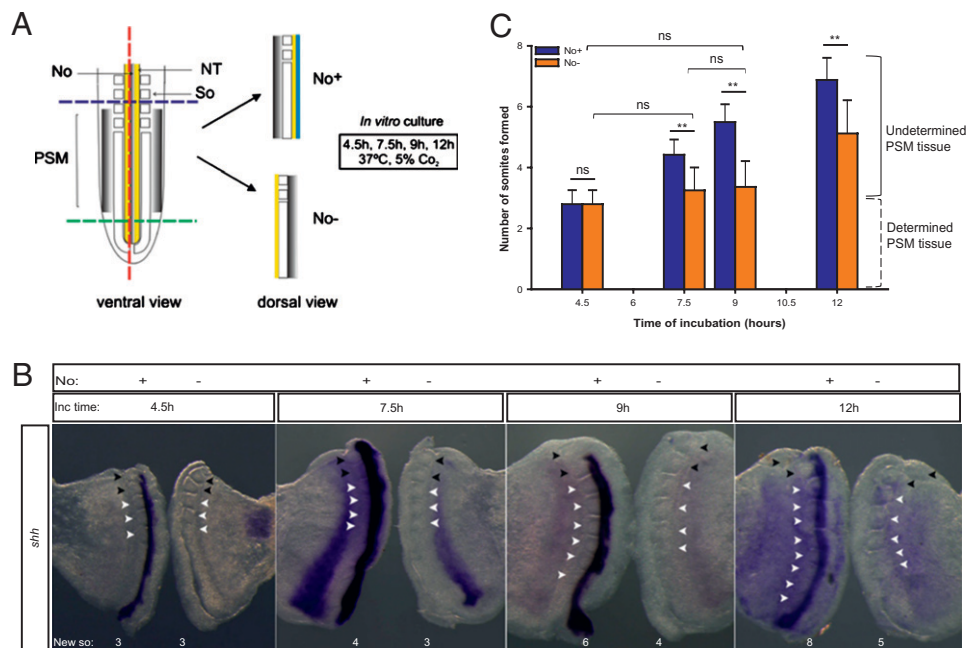 A
No
NT
So
PSM
ventral view
No+
No-
dorsal view
In vitro culture
4.5h, 7.5h, 9h, 12h
37ºC, 5% Co2
C
No+
No-
Number of somites formed
8
6
4
2
0
ns
ns
ns
ns
**
**
**
4.5
6
7.5
9
10.5
12
Time of incubation (hours)
Undetermined
PSM tissue
Determined
PSM tissue
B
No: + - + - + - + -
Inc time: 4.5h 7.5h 9h 12h
shh
New so: 3 3 4 3 6 4 8 5